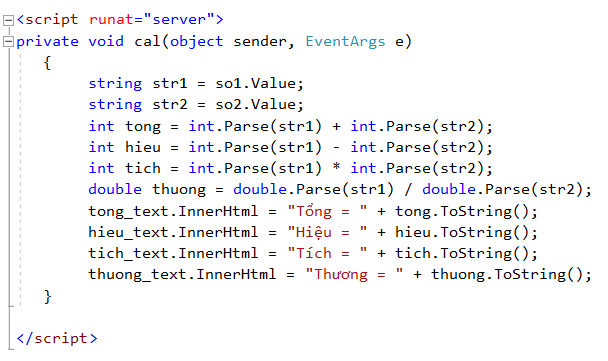 <script runat="server">
private void cal(object sender, EventArgs e)
{
string str1 = so1.Value;
string str2 = so2.Value;
int tong = int.Parse(str1) + int.Parse(str2);
int hieu = int.Parse(str1) - int.Parse(str2);
int tich = int.Parse(str1) * int.Parse(str2);
double thuong = double.Parse(str1) / double.Parse(str2);
tong_text.InnerHtml = "Tổng = " + tong.ToString();
hieu_text.InnerHtml = "Hiệu = " + hieu.ToString();
tich_text.InnerHtml = "Tích = " + tich.ToString();
thuong_text.InnerHtml = "Thương = " + thuong.ToString();
}
</script>